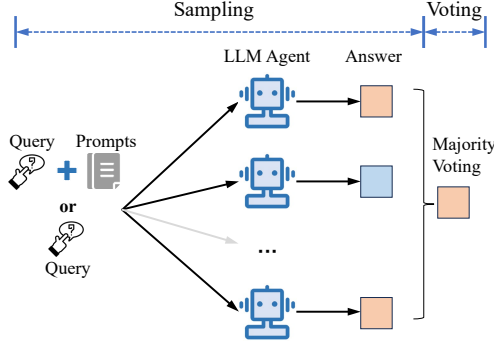 Sampling
Voting
LLM Agent
Answer
Query
Prompts
or
Query
...
Majority
Voting